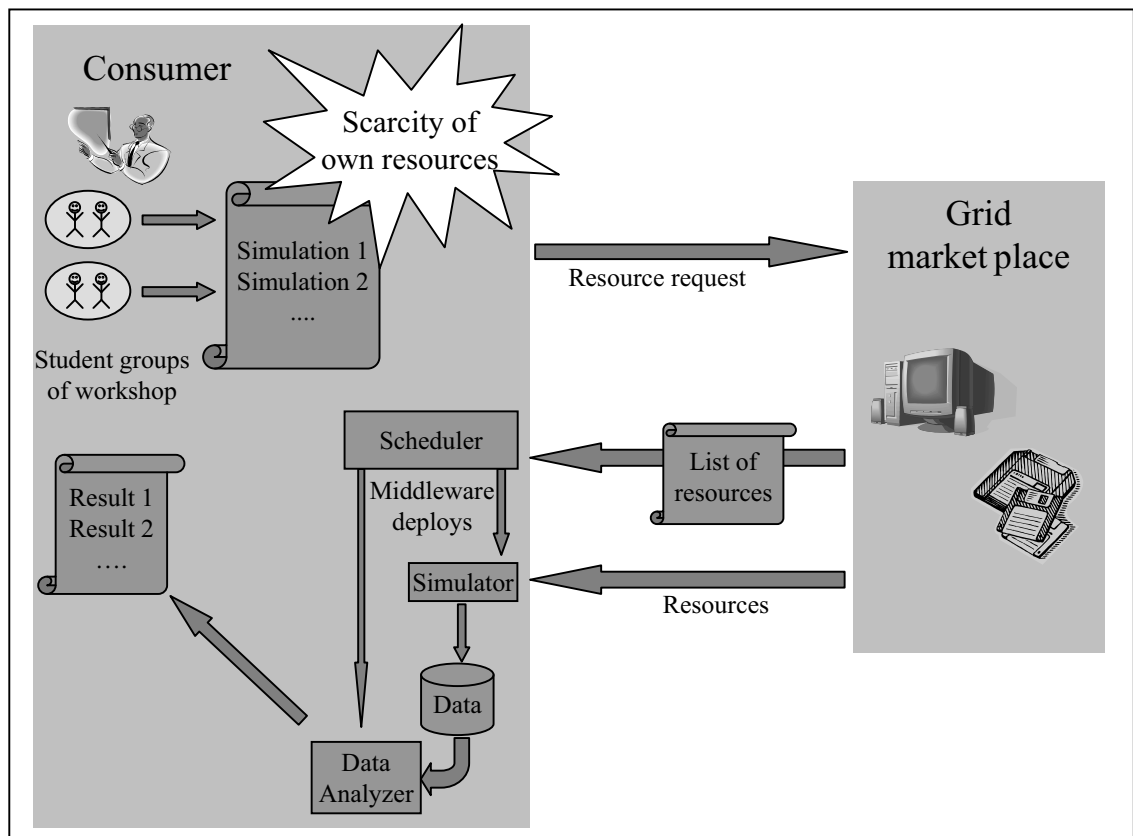 Consumer
Scarcity of
own resources
Simulation 1
Simulation 2
....
Student groups
of workshop
Resource request
Grid
market place
Scheduler
List of
resources
Middleware
deploys
Result 1
Result 2
....
Simulator
Resources
Data
Data
Analyzer